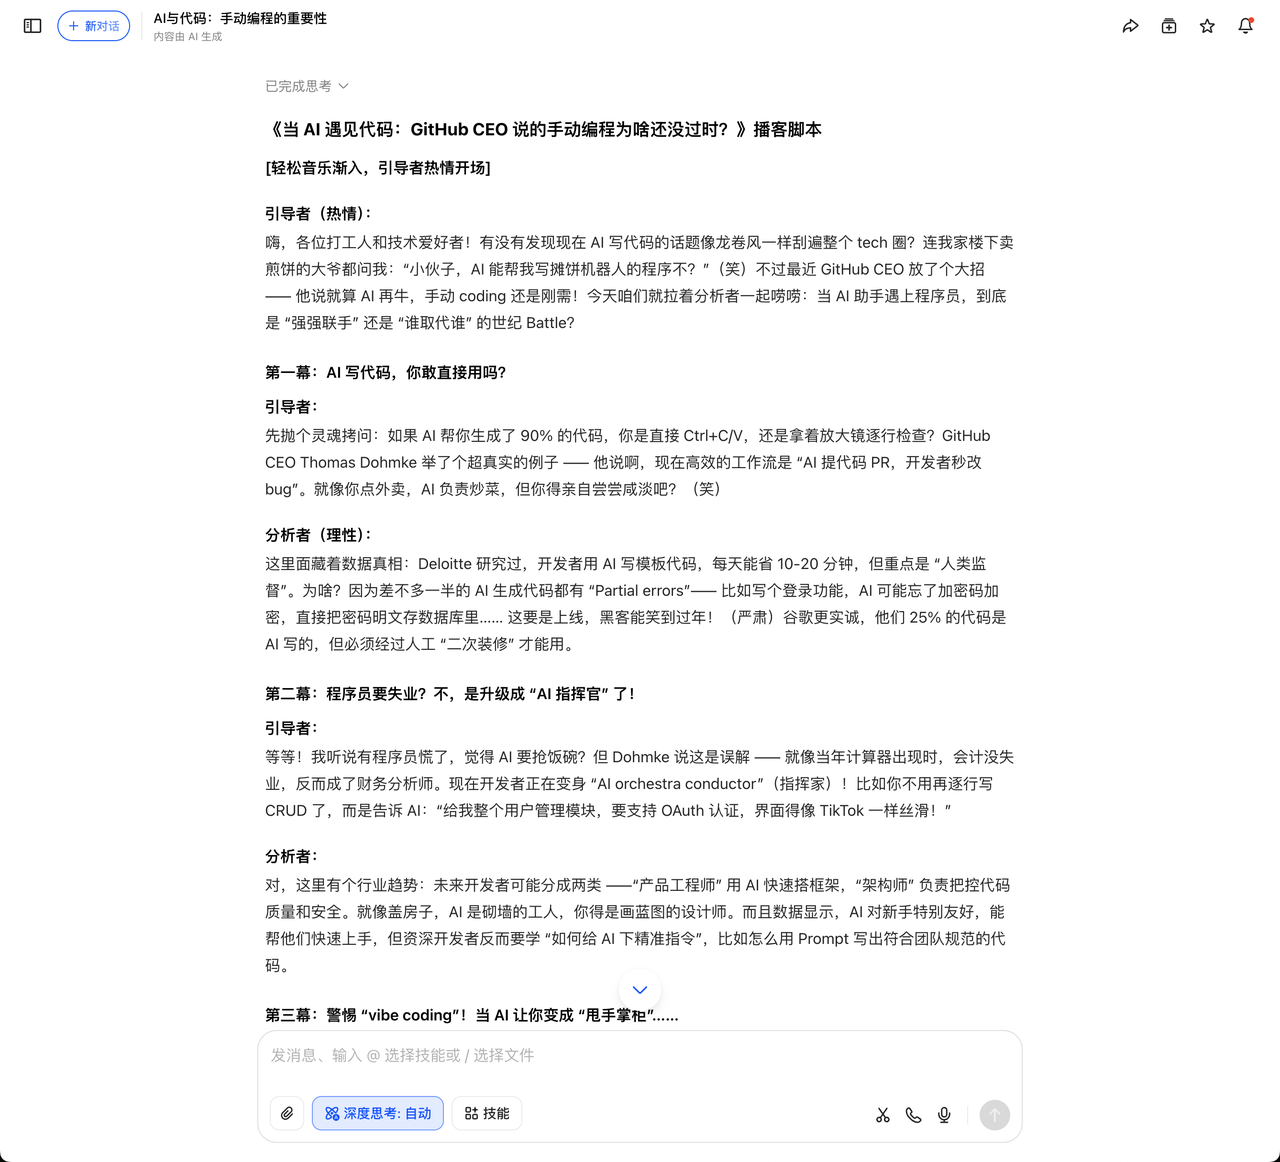 新对话
AI与代码：手动编程的重要性
内容由 AI 生成
已完成思考
《当 AI 遇见代码：GitHub CEO 说的手动编程为啥还没过时？》播客脚本
[轻松音乐渐入，引导者热情开场]
引导者（热情）：
嗨，各位打工人和技术爱好者！有没有发现现在 AI 写代码的话题像龙卷风一样刮遍整个 tech 圈？连我家楼下卖
煎饼的大爷都问我：“小伙子，AI 能帮我写摊饼机器人的程序不？”（笑）不过最近 GitHub CEO 放了个大招
—— 他说就算 AI 再牛，手动 coding 还是刚需！今天咱们就拉着分析者一起唠唠：当 AI 助手遇上程序员，到底
是 “强强联手” 还是 “谁取代谁” 的世纪 Battle？
第一幕：AI 写代码，你敢直接用吗？
引导者：
先抛个灵魂拷问：如果 AI 帮你生成了 90% 的代码，你是直接 Ctrl+C/V，还是拿着放大镜逐行检查？GitHub
CEO Thomas Dohmke 举了个超真实的例子 —— 他说啊，现在高效的工作流是 “AI 提代码 PR，开发者秒改
bug”。就像你点外卖，AI 负责炒菜，但你得亲自尝尝咸淡吧？（笑）
分析者（理性）：
这里面藏着数据真相：Deloitte 研究过，开发者用 AI 写模板代码，每天能省 10-20 分钟，但重点是 “人类监
督”。为啥？因为差不多一半的 AI 生成代码都有 “Partial errors”—— 比如写个登录功能，AI 可能忘了加密码加
密，直接把密码明文存数据库里…… 这要是上线，黑客能笑到过年！（严肃）谷歌更实诚，他们 25% 的代码是
AI 写的，但必须经过人工 “二次装修” 才能用。
第二幕：程序员要失业？不，是升级成 “AI 指挥官” 了！
引导者：
等等！我听说有程序员慌了，觉得 AI 要抢饭碗？但 Dohmke 说这是误解 —— 就像当年计算器出现时，会计没失
业，反而成了财务分析师。现在开发者正在变身 “AI orchestra conductor”（指挥家）！比如你不用再逐行写
CRUD 了，而是告诉 AI：“给我整个用户管理模块，要支持 OAuth 认证，界面得像 TikTok 一样丝滑！”
分析者：
对，这里有个行业趋势：未来开发者可能分成两类 ——“产品工程师” 用 AI 快速搭框架，“架构师” 负责把控代码
质量和安全。就像盖房子，AI 是砌墙的工人，你得是画蓝图的设计师。而且数据显示，AI 对新手特别友好，能
帮他们快速上手，但资深开发者反而要学 “如何给 AI 下精准指令”，比如怎么用 Prompt 写出符合团队规范的代
码。
第三幕：警惕 “vibe coding”！当 AI 让你变成 “甩手掌柜”……
发消息、输入 @ 选择技能或 / 选择文件
深度思考: 自动
技能